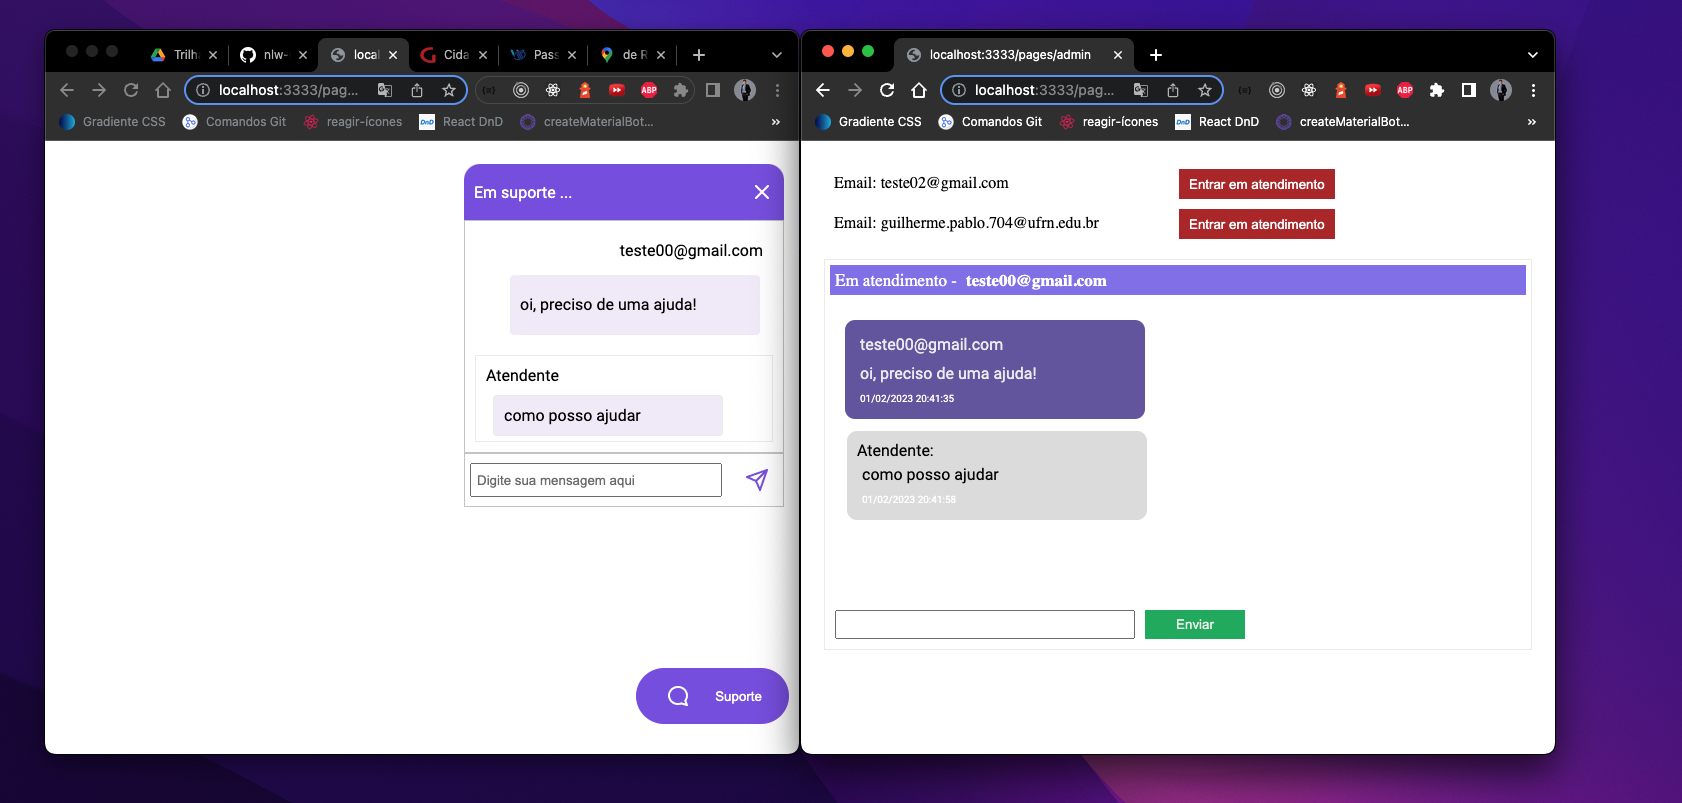 Trilh
nlw-
local
Cida
Pass
de R
localhost:3333/pag...
ABP
Gradiente CSS
Comandos Git
reagir-ícones
DnD
React DnD
createMaterialBot...
»
Em suporte ...
teste00@gmail.com
oi, preciso de uma ajuda!
Atendente
como posso ajudar
Digite sua mensagem aqui
Suporte
localhost:3333/pages/admin
localhost:3333/pag...
ABP
Gradiente CSS
Comandos Git
reagir-ícones
DnD
React DnD
createMaterialBot...
»
Email: teste02@gmail.com
Entrar em atendimento
Email: guilherme.pablo.704@ufrn.edu.br
Entrar em atendimento
Em atendimento - teste00@gmail.com
teste00@gmail.com
oi, preciso de uma ajuda!
01/02/2023 20:41:35
Atendente:
como posso ajudar
01/02/2023 20:41:58
Enviar